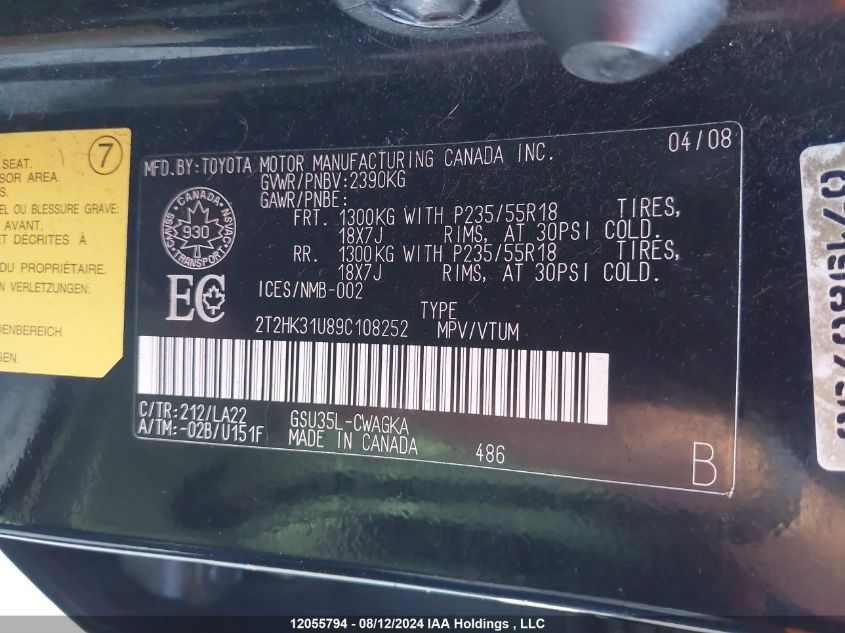 7
SEAT.
SOR AREA.
S.
EL OU BLESSURE GRAVE:
AVANT.
ET DÉCRITES À
DU PROPRIÉTAIRE.
EN VERLETZUNGEN:
DENBEREICH.
GEN.
04/08
MFD.BY:TOYOTA MOTOR MANUFACTURING CANADA INC.
GVWR/PNBV:2390KG
GAWR/PNBE:
FRT. 1300KG WITH P235/55R18 TIRES,
18X7J RIMS, AT 30PSI COLD.
RR. 1300KG WITH P235/55R18 TIRES,
18X7J RIMS, AT 30PSI COLD.
CANADA
930
TRANSPORT
EC
ICES/NMB-002
TYPE
2T2HK31U89C108252 MPV/VTUM
C/TR:212/LA22 GSU35L-CWAGKA
A/TM:-02B/U151F MADE IN CANADA 486
B
12055794 - 08/12/2024 IAA Holdings , LLC